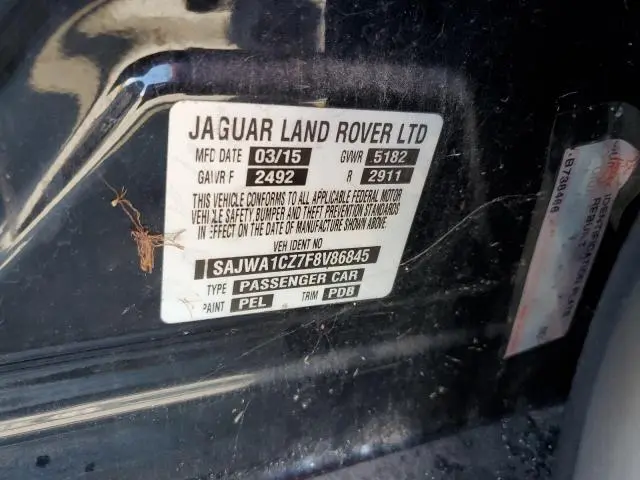 JAGUAR LAND ROVER LTD
MFD DATE 03/15 GVWR 5182
GAWR F 2492 R 2911
THIS VEHICLE CONFORMS TO ALL APPLICABLE FEDERAL MOTOR
VEHICLE SAFETY, BUMPER AND THEFT PREVENTION STANDARDS
IN EFFECT ON THE DATE OF MANUFACTURE SHOWN ABOVE.
VEH IDENT NO
SAJWA1CZ7F8V86845
TYPE PASSENGER CAR
PAINT PEL TRIM PDB
REBUILT
IDENTIFICATION